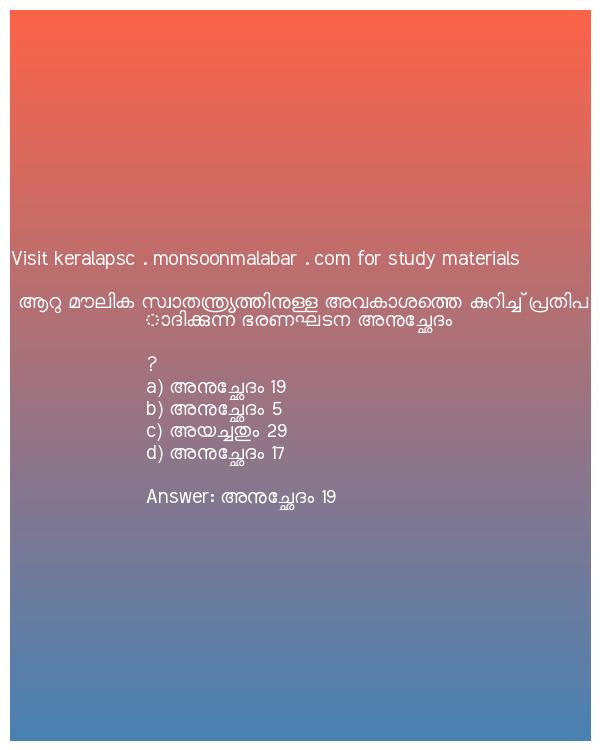 Visit keralapsc . monsoonmalabar . com for study materials
ആറു മൗലിക സ്വാതന്ത്ര്യത്തിനുള്ള അവകാശത്തെ കുറിച്ച് പ്രതിപ
ാദിക്കുന്ന ഭരണഘടന അനുച്ഛേദം
?
a) അനുച്ഛേദം 19
b) അനുച്ഛേദം 5
c) അയച്ചതും 29
d) അനുച്ഛേദം 17
Answer: അനുച്ഛേദം 19